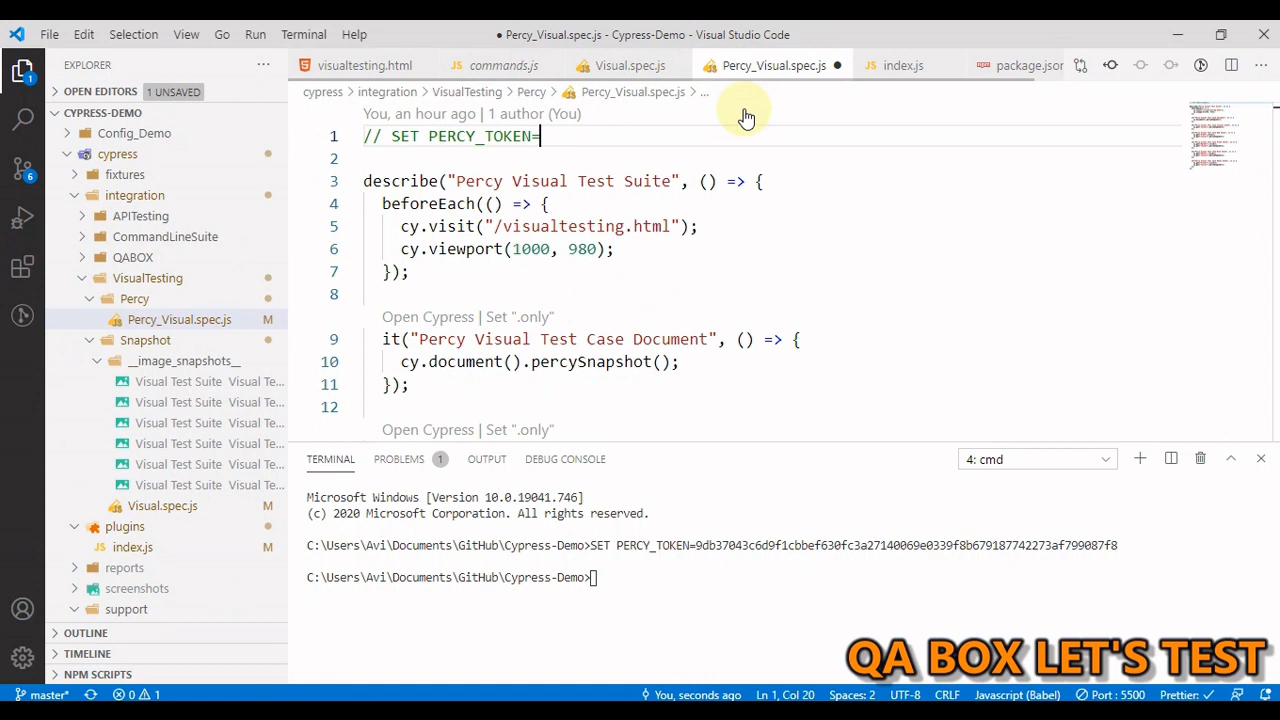 File Edit Selection View Go Run Terminal Help
● Percy_Visual.spec.js - Cypress-Demo - Visual Studio Code
EXPLORER
OPEN EDITORS 1 UNSAVED
CYPRESS-DEMO
Config_Demo
cypress
fixtures
integration
APITesting
CommandLineSuite
QABOX
VisualTesting
Percy
Percy_Visual.spec.js M
Snapshot
__image_snapshots__
Visual Test Suite Visual Te...
Visual Test Suite Visual Te...
Visual Test Suite Visual Te...
Visual Test Suite Visual Te...
Visual Test Suite Visual Te...
Visual Test Suite Visual Te...
Visual.spec.js M
plugins
index.js M
reports
screenshots
support
OUTLINE
TIMELINE
NPM SCRIPTS
1
6
visualtesting.html commands.js Visual.spec.js Percy_Visual.spec.js ● index.js package.json
cypress > integration > VisualTesting > Percy > Percy_Visual.spec.js > ...
You, an hour ago | 1 author (You)
1 // SET PERCY_TOKEN=
2
3 describe("Percy Visual Test Suite", () => {
4 beforeEach(() => {
5 cy.visit("/visualtesting.html");
6 cy.viewport(1000, 980);
7 });
8
Open Cypress | Set ".only"
9 it("Percy Visual Test Case Document", () => {
10 cy.document().percySnapshot();
11 });
12
Open Cypress | Set ".only"
TERMINAL PROBLEMS 1 OUTPUT DEBUG CONSOLE 4: cmd
Microsoft Windows [Version 10.0.19041.746]
(c) 2020 Microsoft Corporation. All rights reserved.
C:\Users\Avi\Documents\GitHub\Cypress-Demo>SET PERCY_TOKEN=9db37043c6d9f1cbbef630fc3a27140069e0339f8b679187742273af799087f8
C:\Users\Avi\Documents\GitHub\Cypress-Demo>
QA BOX LET'S TEST
master* 0 1 You, seconds ago Ln 1, Col 20 Spaces: 2 UTF-8 CRLF Javascript (Babel) Port : 5500 Prettier: ✓